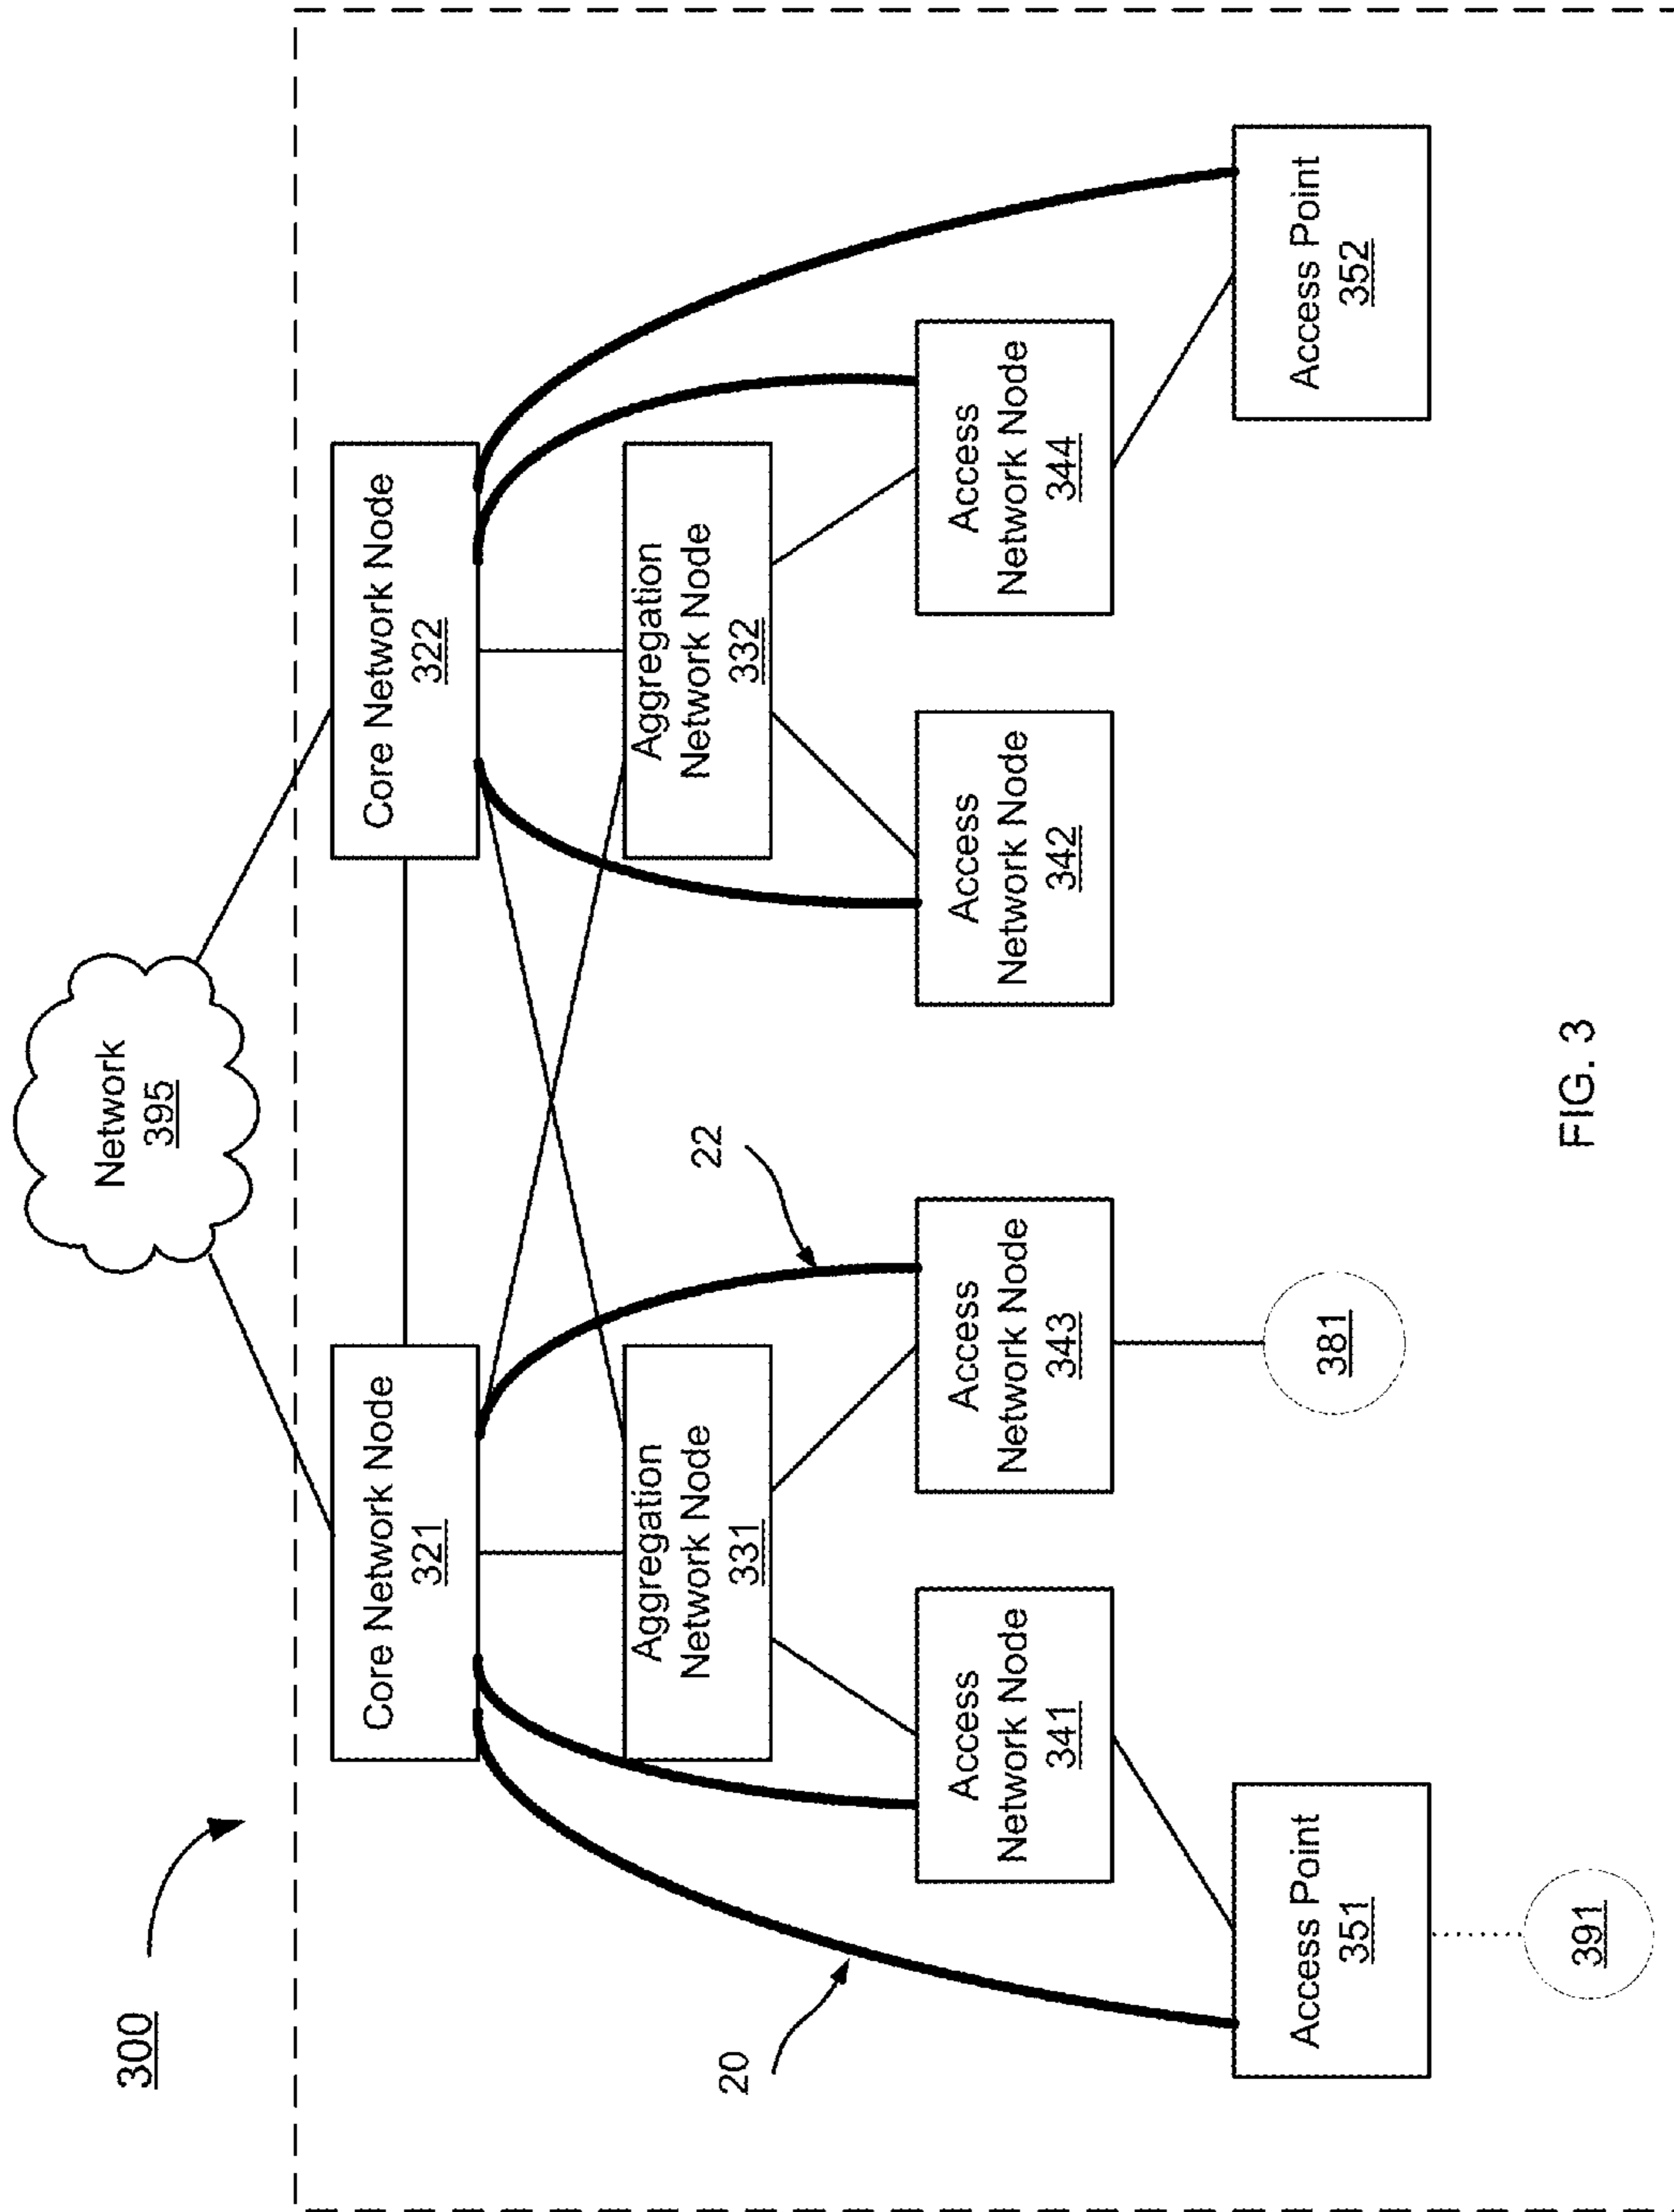 300
Network
395
Core Network Node
321
Core Network Node
322
Aggregation
Network Node
331
Aggregation
Network Node
332
20
22
Access
Network Node
341
Access
Network Node
343
Access
Network Node
342
Access
Network Node
344
Access Point
351
381
Access Point
352
391
FIG. 3